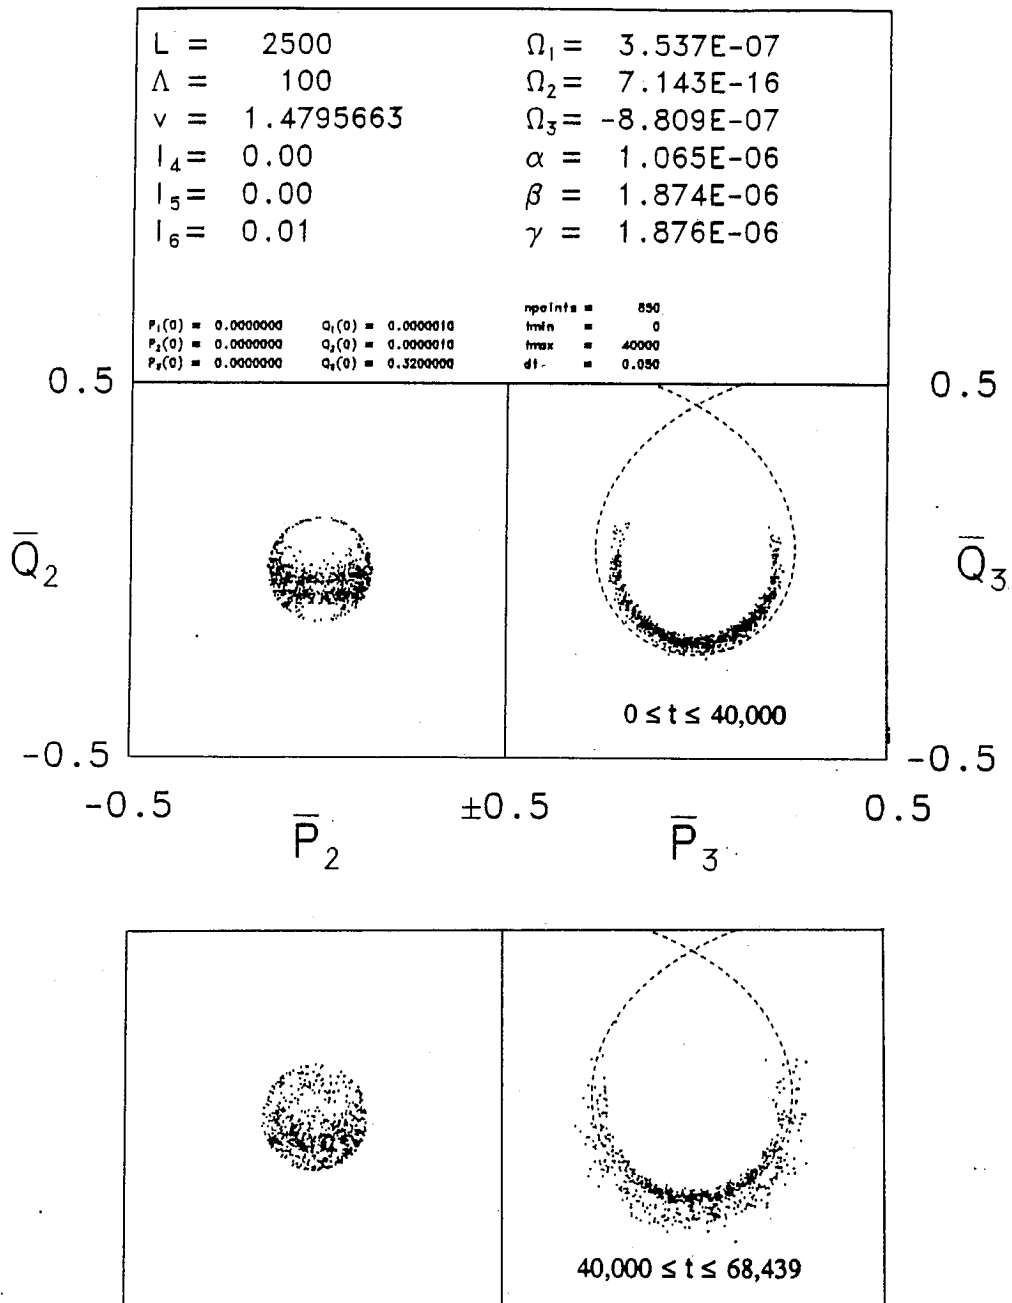 L = 2500 Ω₁ = 3.537E-07
Λ = 100 Ω₂ = 7.143E-16
v = 1.4795663 Ω₃ = -8.809E-07
I₄ = 0.00 α = 1.065E-06
I₅ = 0.00 β = 1.874E-06
I₆ = 0.01 γ = 1.876E-06
npoints = 850
P₁(0) = 0.0000000 Q₁(0) = 0.0000010 tmin = 0
P₂(0) = 0.0000000 Q₂(0) = 0.0000010 tmax = 40000
P₃(0) = 0.0000000 Q₃(0) = 0.3200000 dt = 0.050
0.5 0.5
Q̅₂ Q̅₃
0 ≤ t ≤ 40,000
-0.5 -0.5
-0.5 ±0.5 0.5
P̅₂ P̅₃
40,000 ≤ t ≤ 68,439